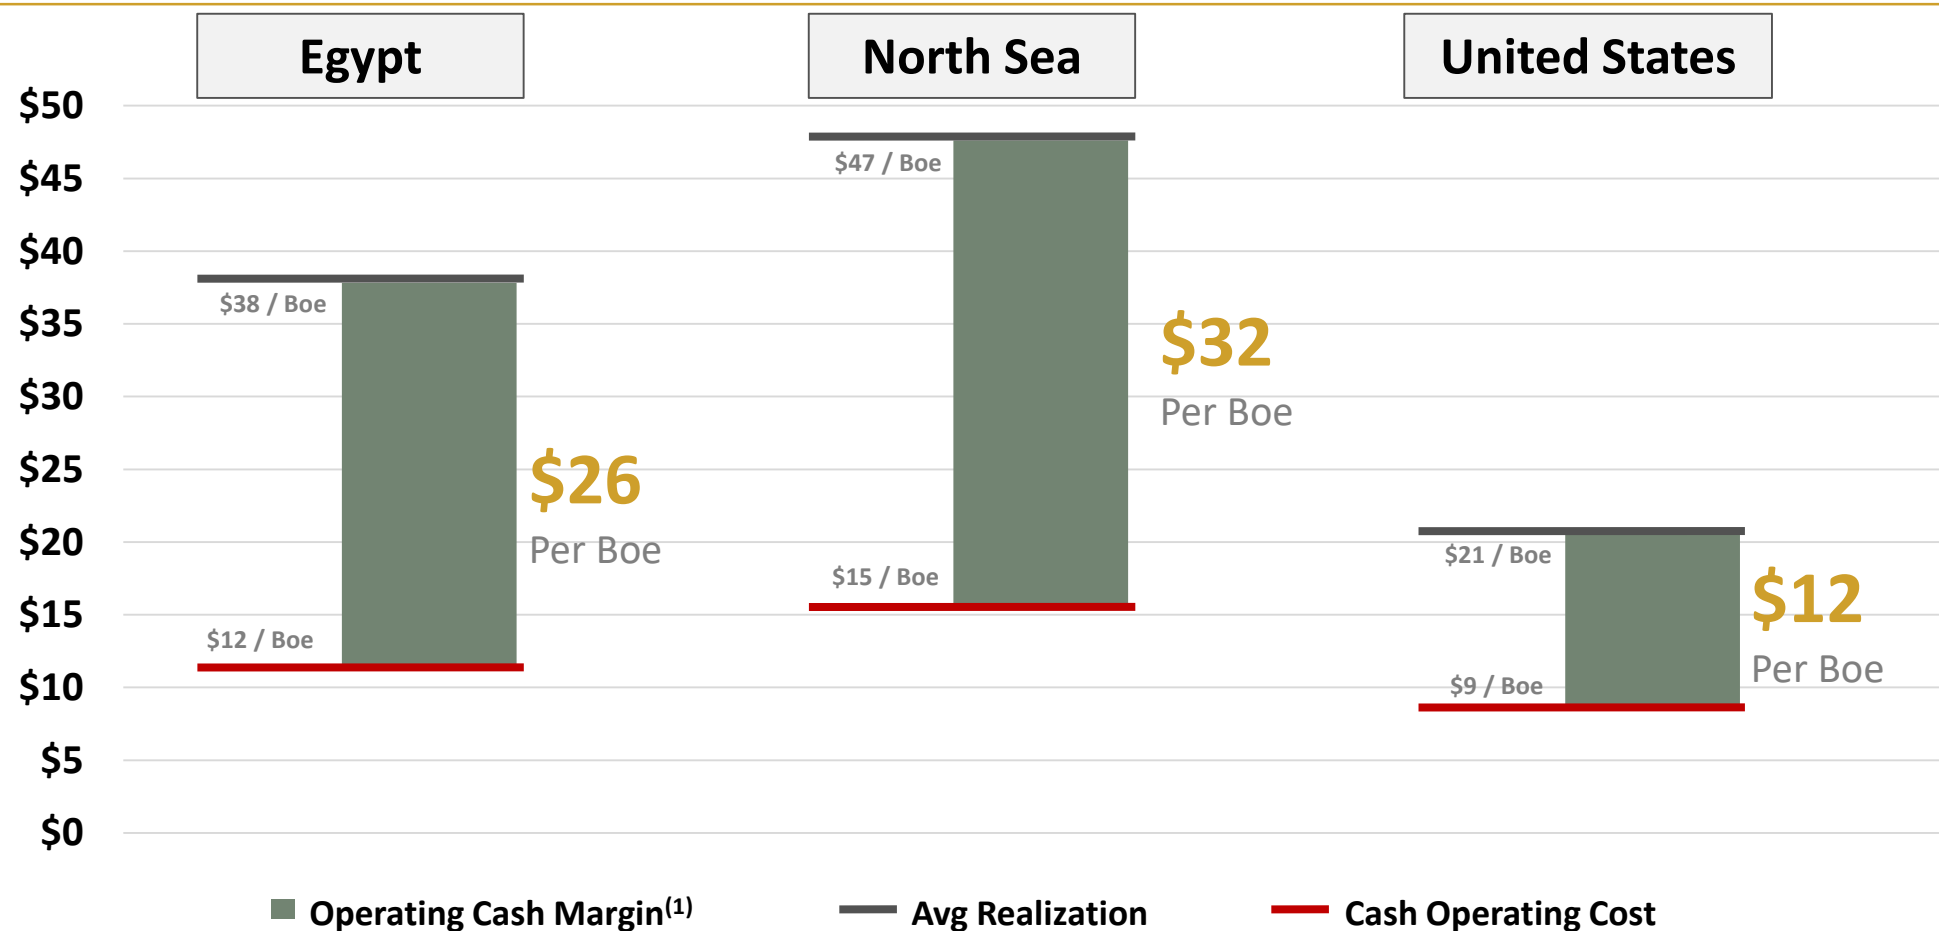 Egypt
North Sea
United States
$50
$45
$40
$35
$30
$25
$20
$15
$10
$5
$0
$38 / Boe
$12 / Boe
$26
Per Boe
$47 / Boe
$15 / Boe
$32
Per Boe
$21 / Boe
$9 / Boe
$12
Per Boe
Operating Cash Margin(1)
Avg Realization
Cash Operating Cost